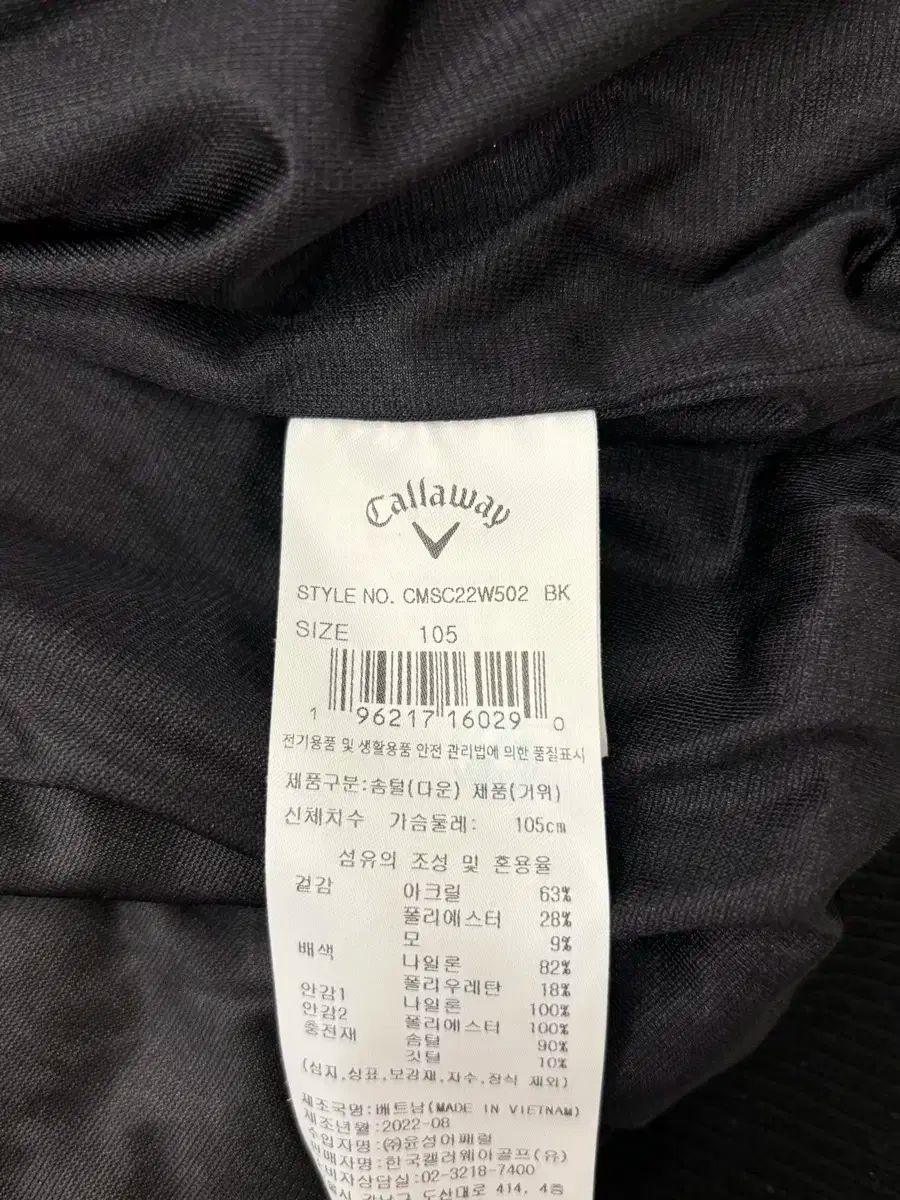 Callaway
STYLE NO. CMSC22W502 BK
SIZE 105
1 96217 16029 0
전기용품 및 생활용품 안전 관리법에 의한 품질표시
제품구분:솜털(다운) 제품(거위)
신체치수 가슴둘레: 105cm
섬유의 조성 및 혼용율
겉감 아크릴 63%
폴리에스터 28%
모 9%
배색 나일론 82%
폴리우레탄 18%
안감1 나일론 100%
안감2 폴리에스터 100%
충전재 솜털 90%
깃털 10%
(심지,상표,보강재,자수,장식 제외)
제조국명:베트남(MADE IN VIETNAM)
제조년월:2022-08
수입자명:㈜윤성어패럴
판매자명:한국캘러웨이골프(유)
비자상담실:02-3218-7400
강남구 도산대로 414, 4층